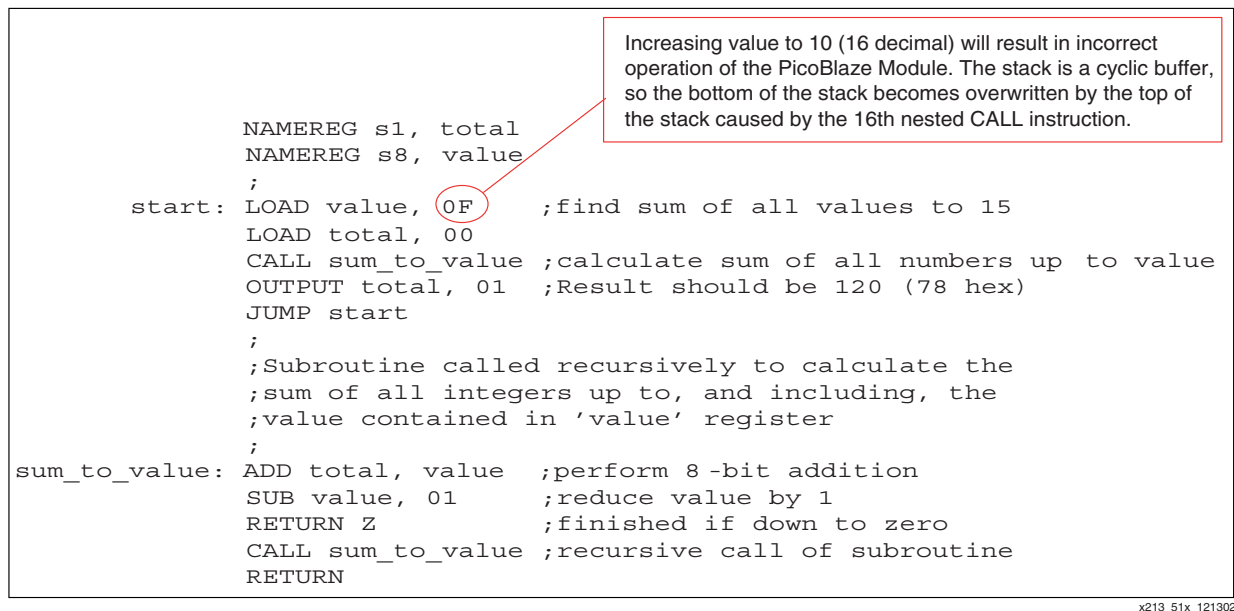 Increasing value to 10 (16 decimal) will result in incorrect
operation of the PicoBlaze Module. The stack is a cyclic buffer,
so the bottom of the stack becomes overwritten by the top of
the stack caused by the 16th nested CALL instruction.
NAMEREG s1, total
NAMEREG s8, value
;
start: LOAD value, 0F ;find sum of all values to 15
LOAD total, 00
CALL sum_to_value ;calculate sum of all numbers up to value
OUTPUT total, 01 ;Result should be 120 (78 hex)
JUMP start
;
;Subroutine called recursively to calculate the
;sum of all integers up to, and including, the
;value contained in ’value’ register
;
sum_to_value: ADD total, value ;perform 8-bit addition
SUB value, 01 ;reduce value by 1
RETURN Z ;finished if down to zero
CALL sum_to_value ;recursive call of subroutine
RETURN
x213_51x_121302